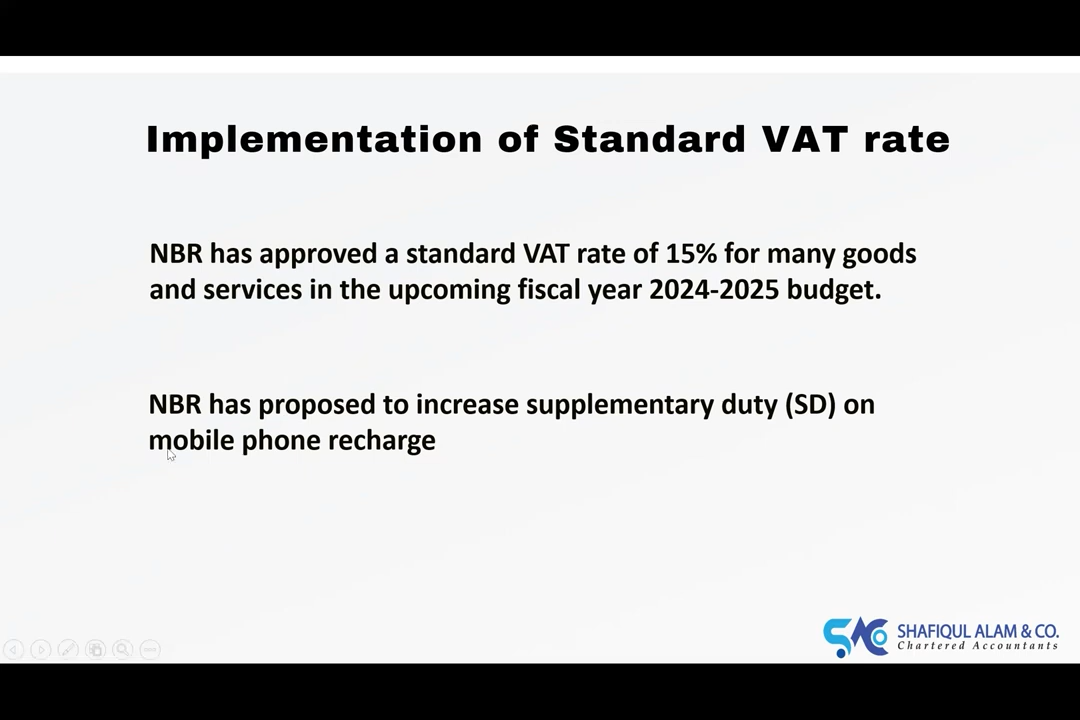 Implementation of Standard VAT rate
NBR has approved a standard VAT rate of 15% for many goods
and services in the upcoming fiscal year 2024-2025 budget.
NBR has proposed to increase supplementary duty (SD) on
mobile phone recharge
SHAFIQUL ALAM & CO.
Chartered Accountants